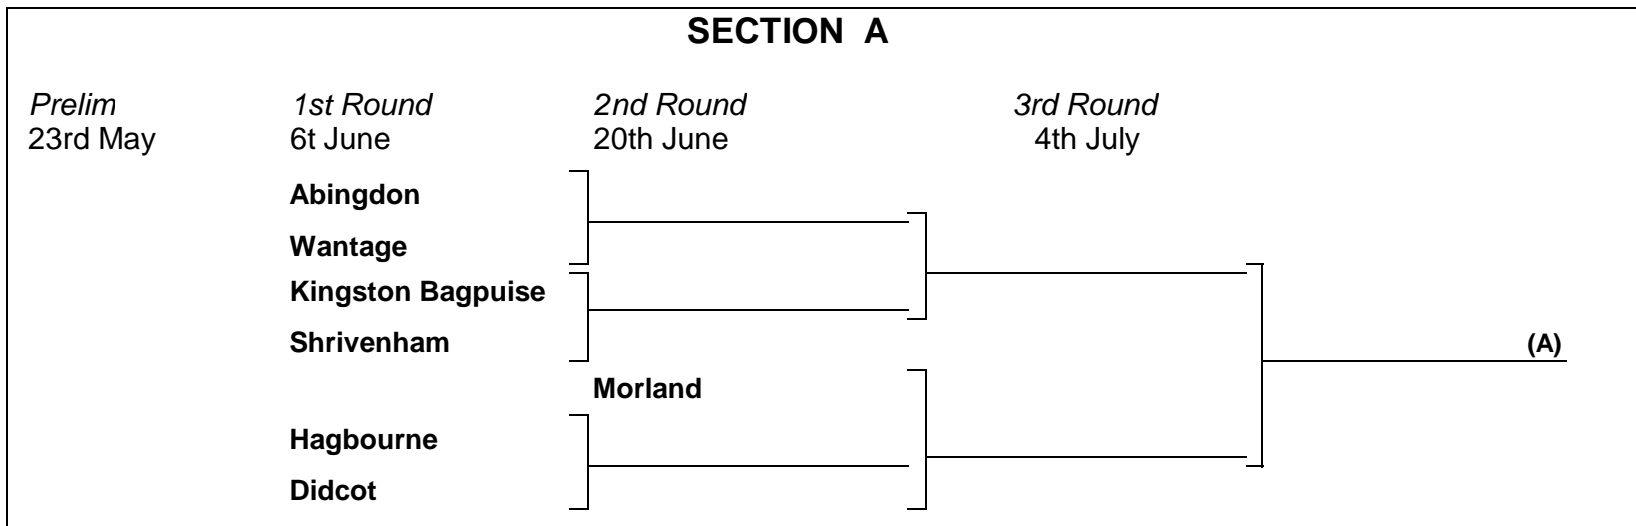 SECTION A
Prelim 1st Round 2nd Round 3rd Round
23rd May 6t June 20th June 4th July
Abingdon
Wantage
Kingston Bagpuise
Shrivenham
(A)
Morland
Hagbourne
Didcot